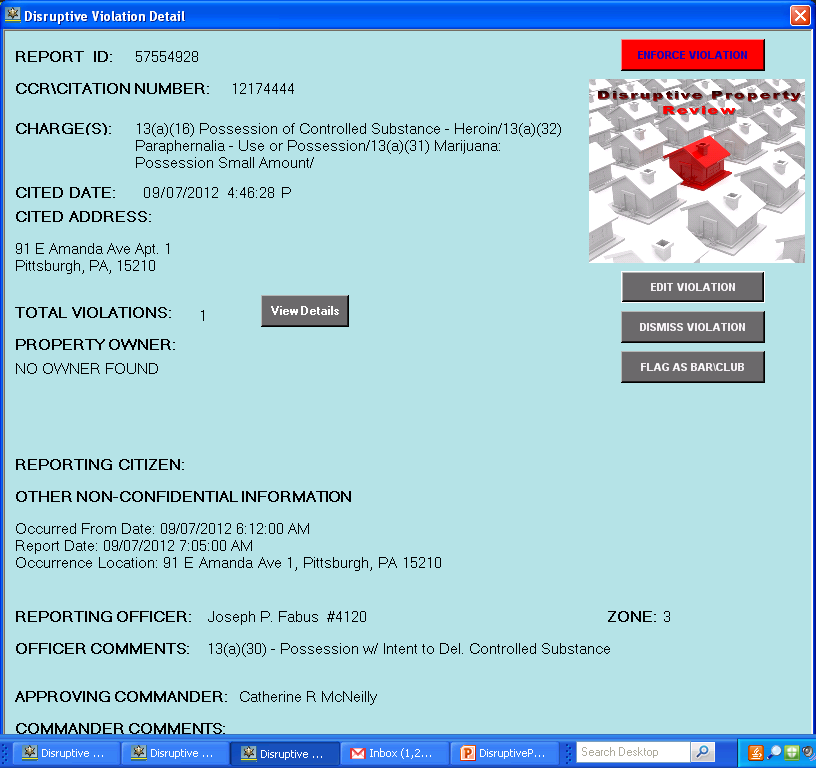 Disruptive Violation Detail
REPORT ID: 57554928
ENFORCE VIOLATION
CCR\CITATION NUMBER: 12174444
Disruptive Property
Review
CHARGE(S): 13(a)(16) Possession of Controlled Substance - Heroin/13(a)(32)
Paraphernalia - Use or Possession/13(a)(31) Marijuana:
Possession Small Amount/
CITED DATE: 09/07/2012 4:46:28 P
CITED ADDRESS:
91 E Amanda Ave Apt. 1
Pittsburgh, PA, 15210
EDIT VIOLATION
TOTAL VIOLATIONS: 1 View Details
DISMISS VIOLATION
PROPERTY OWNER:
NO OWNER FOUND
FLAG AS BAR\CLUB
REPORTING CITIZEN:
OTHER NON-CONFIDENTIAL INFORMATION
Occurred From Date: 09/07/2012 6:12:00 AM
Report Date: 09/07/2012 7:05:00 AM
Occurrence Location: 91 E Amanda Ave 1, Pittsburgh, PA 15210
REPORTING OFFICER: Joseph P. Fabus #4120 ZONE: 3
OFFICER COMMENTS: 13(a)(30) - Possession w/ Intent to Del. Controlled Substance
APPROVING COMMANDER: Catherine R McNeilly
COMMANDER COMMENTS:
Disruptive ... Disruptive ... Disruptive ... Inbox (1,2... DisruptiveP... Search Desktop